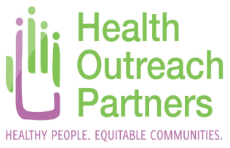 Health
Outreach
Partners
HEALTHY PEOPLE. EQUITABLE COMMUNITIES.